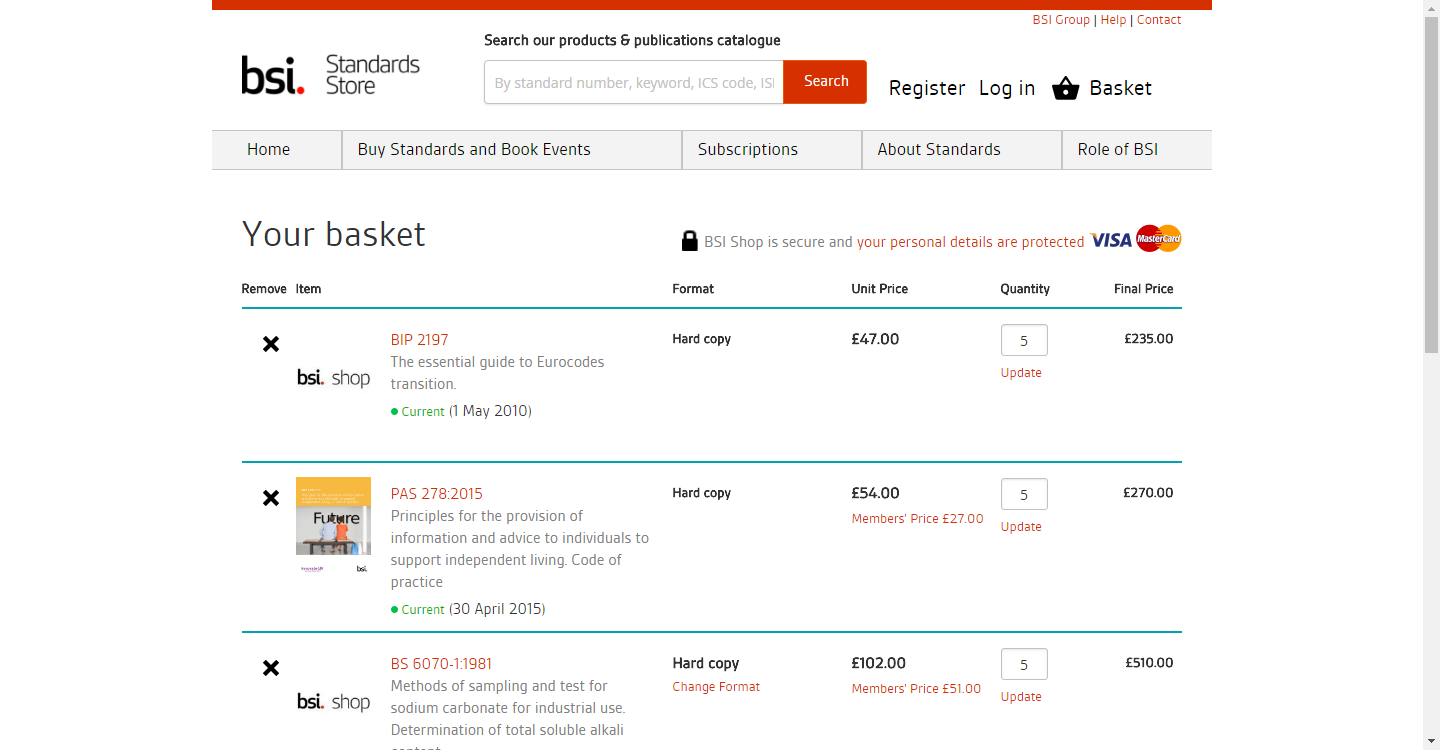 BSI Group | Help | Contact
Search our products & publications catalogue
bsi. Standards Store
By standard number, keyword, ICS code, ISI
Search
Register Log in Basket
Home Buy Standards and Book Events Subscriptions About Standards Role of BSI
Your basket
BSI Shop is secure and your personal details are protected VISA MasterCard
Remove Item Format Unit Price Quantity Final Price
BIP 2197 Hard copy £47.00 5 £235.00
The essential guide to Eurocodes
transition.
Update
bsi. shop
Current (1 May 2010)
PAS 278:2015 Hard copy £54.00 5 £270.00
Principles for the provision of
information and advice to individuals to
support independent living. Code of
practice
Members' Price £27.00
Update
Future
bsi.
Current (30 April 2015)
BS 6070-1:1981 Hard copy £102.00 5 £510.00
Methods of sampling and test for
sodium carbonate for industrial use.
Determination of total soluble alkali
Change Format Members' Price £51.00 Update
bsi. shop